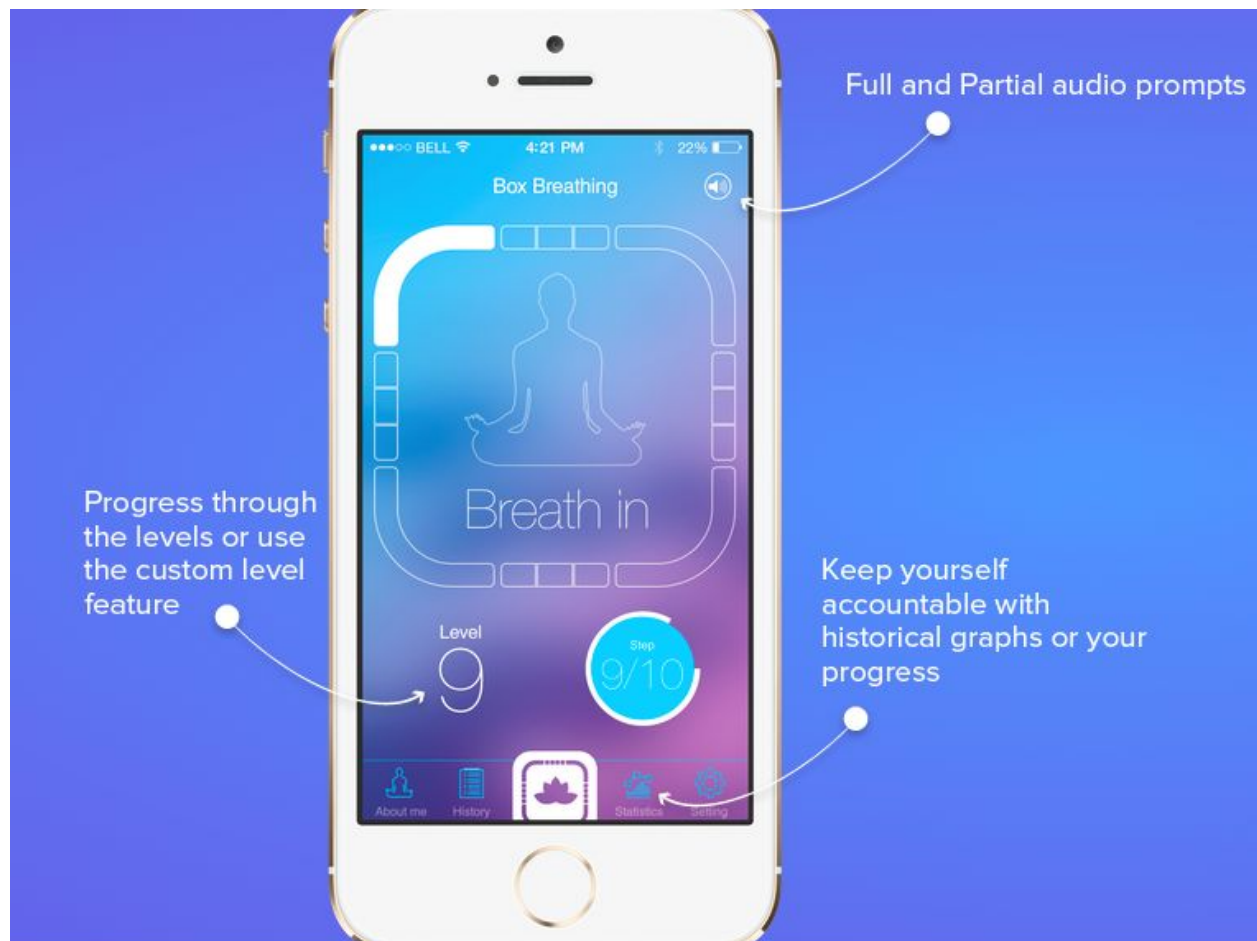 Full and Partial audio prompts
BELL 4:21 PM 22%
Box Breathing
Breath in
Progress through
the levels or use
the custom level
feature
Keep yourself
accountable with
historical graphs or your
progress
Level
9
Step
9/10
About me History Statistics Setting